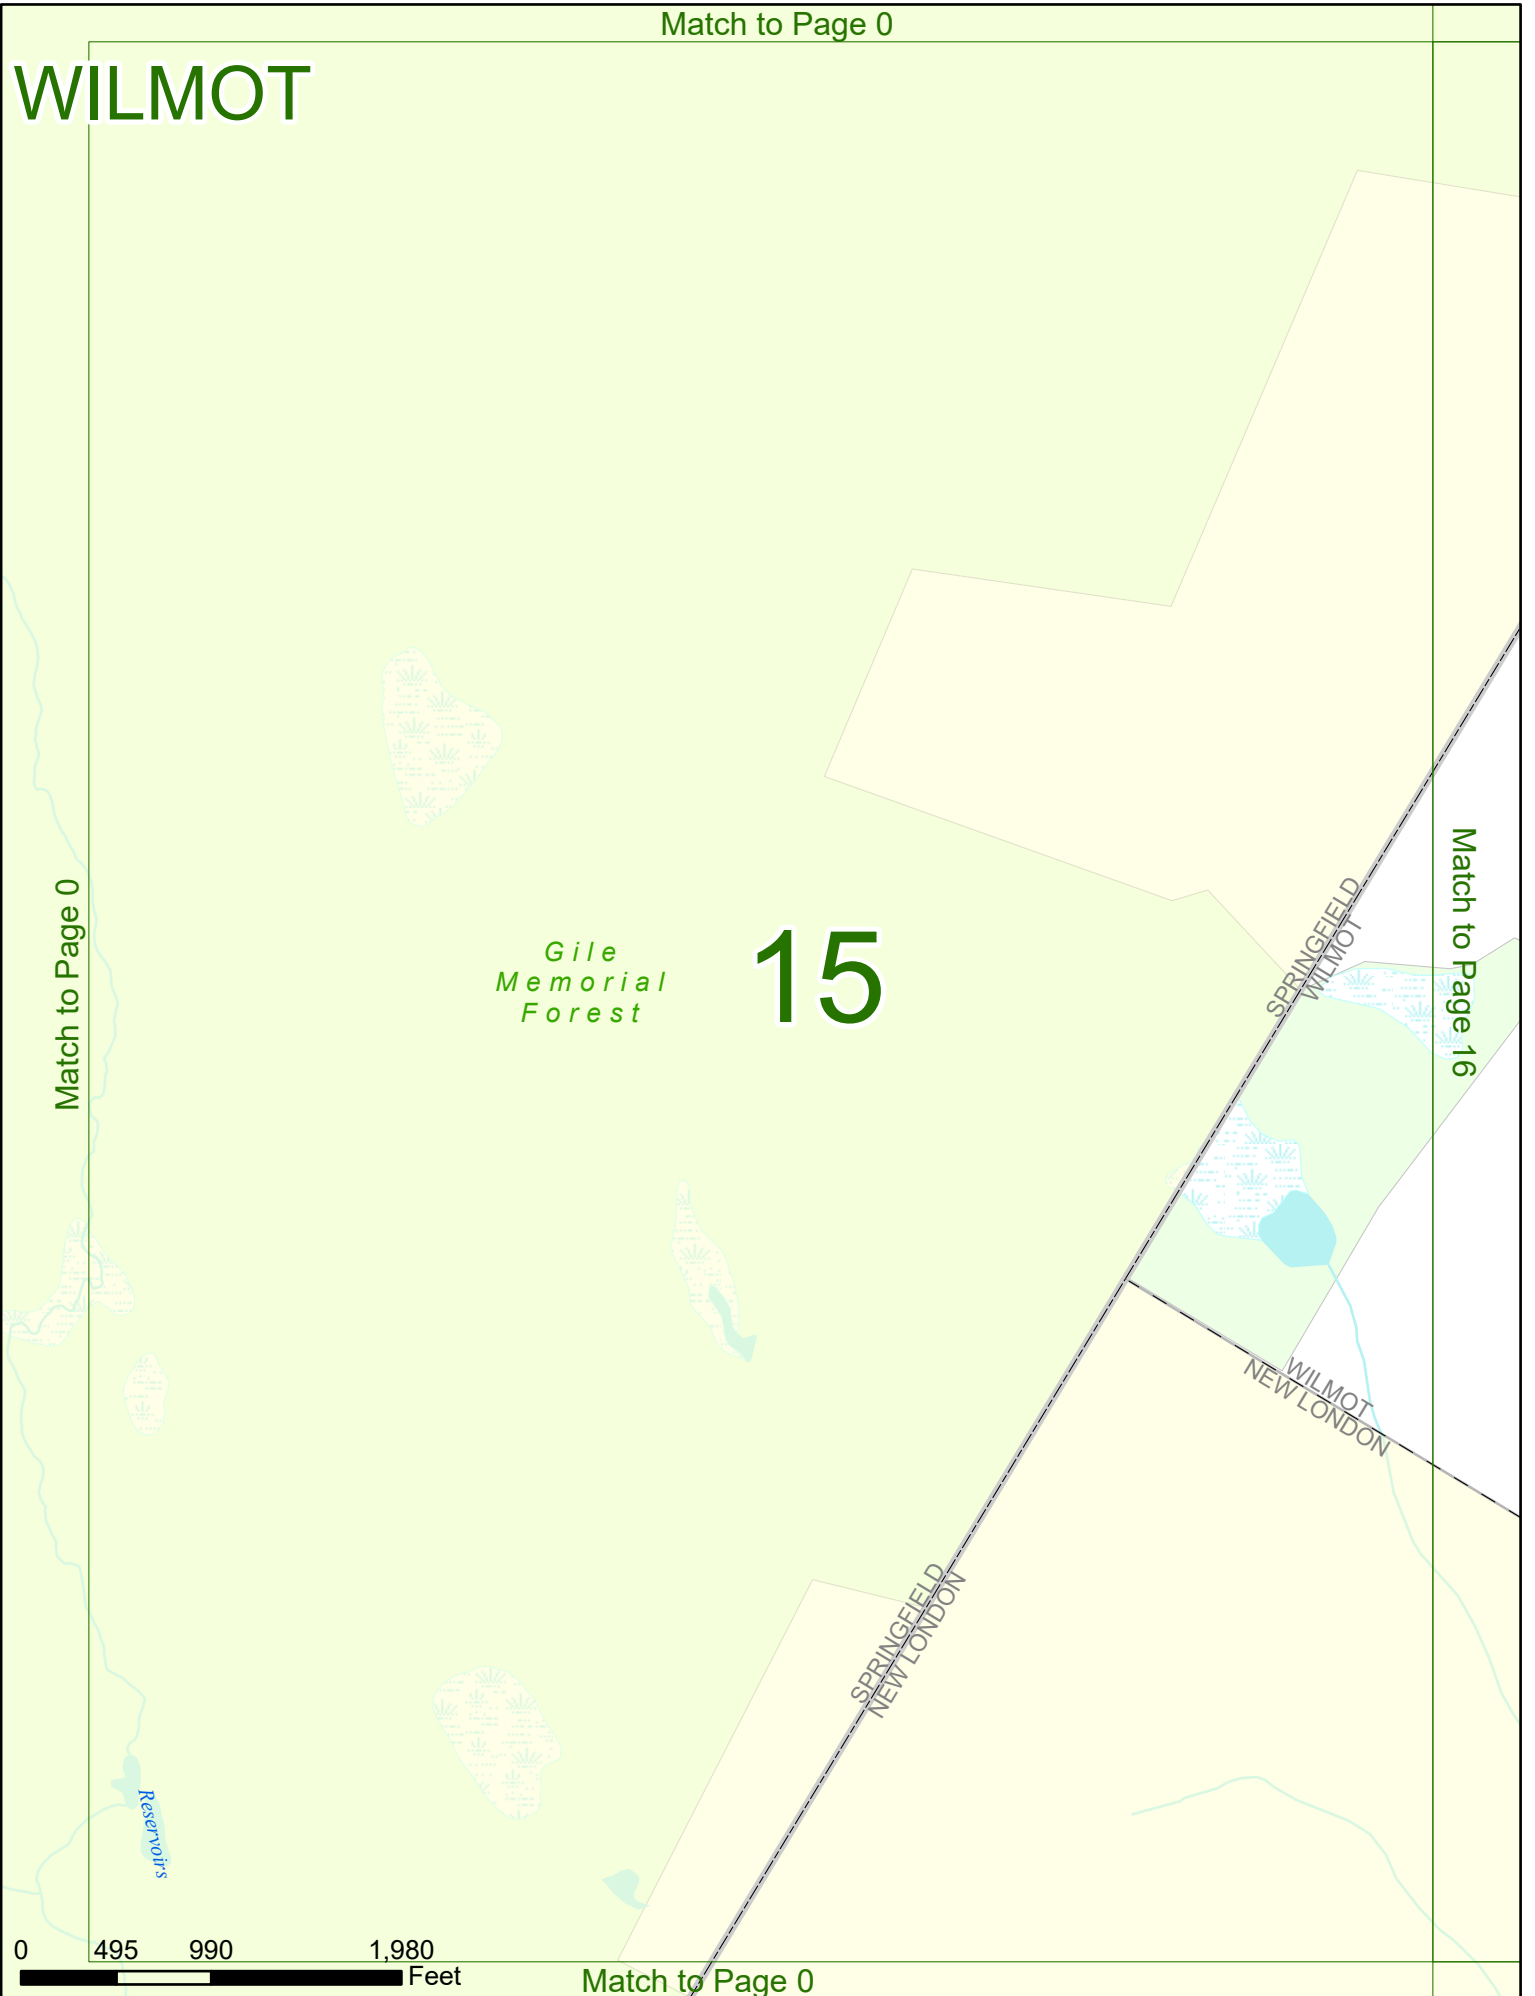 Match to Page 0
WILMOT
Match to Page 0
Gile
Memorial
Forest
15
SPRINGFIELD
WILMOT
Match to Page 16
WILMOT
NEW LONDON
SPRINGFIELD
NEW LONDON
Reservoirs
0 495 990 1,980
Feet
Match to Page 0